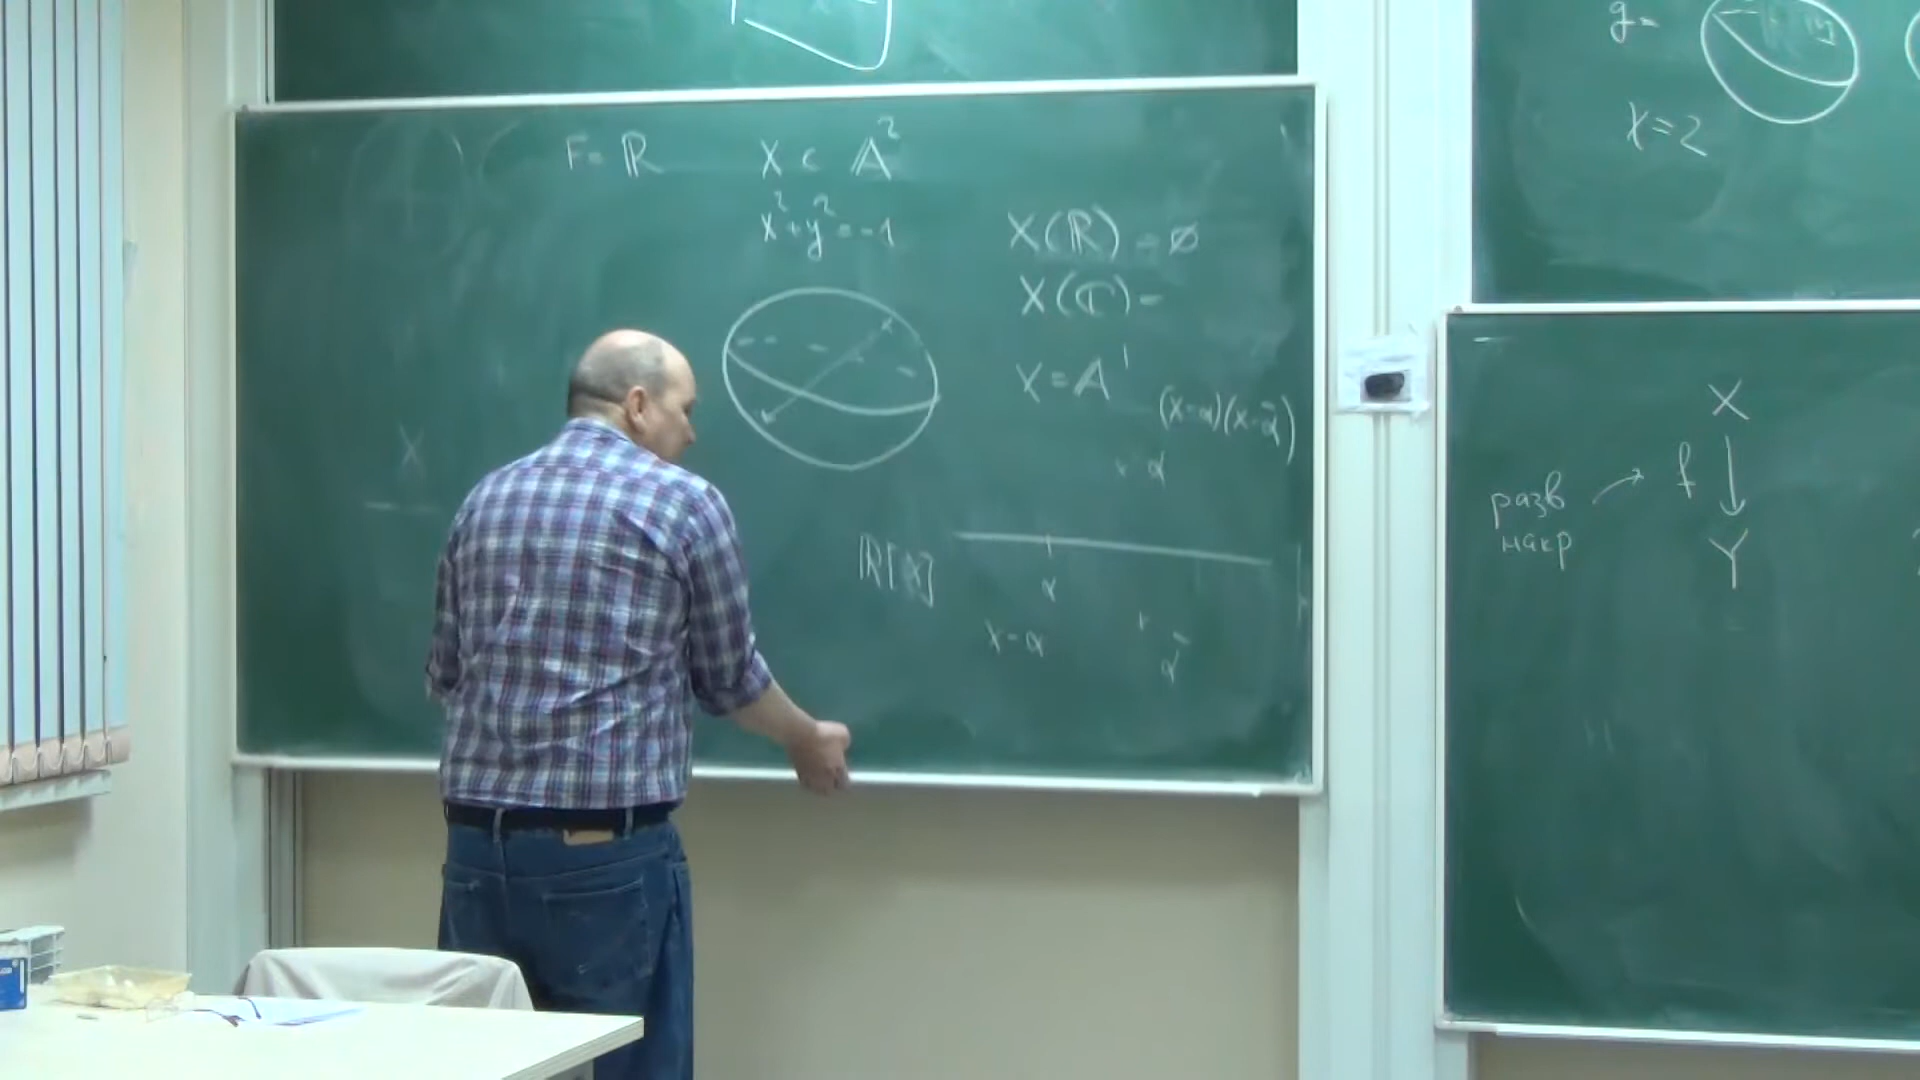 F = ℝ X ⊂ 𝔸²
x² + y² = -1
X(ℝ) = ∅
X(ℂ) =
X = 𝔸¹
(x-α)(x-ᾱ)
α
ℝ[x]
α
x-α
ᾱ
X
g=
χ=2
X
f
Y
разв
накр